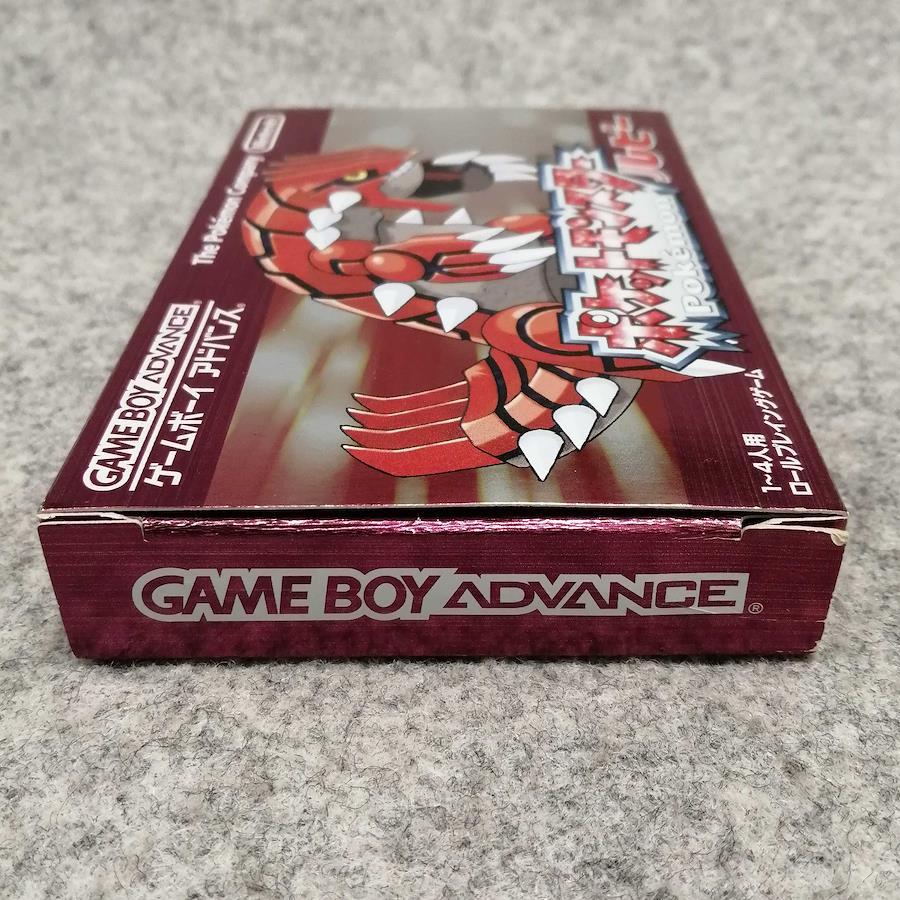 The Pokémon Company
Nintendo
GAME BOY ADVANCE®
ゲームボーイ アドバンス
ポケットモンスター
Pokémon
ルビー
1〜4人用
ロールプレイングゲーム
GAME BOY ADVANCE®